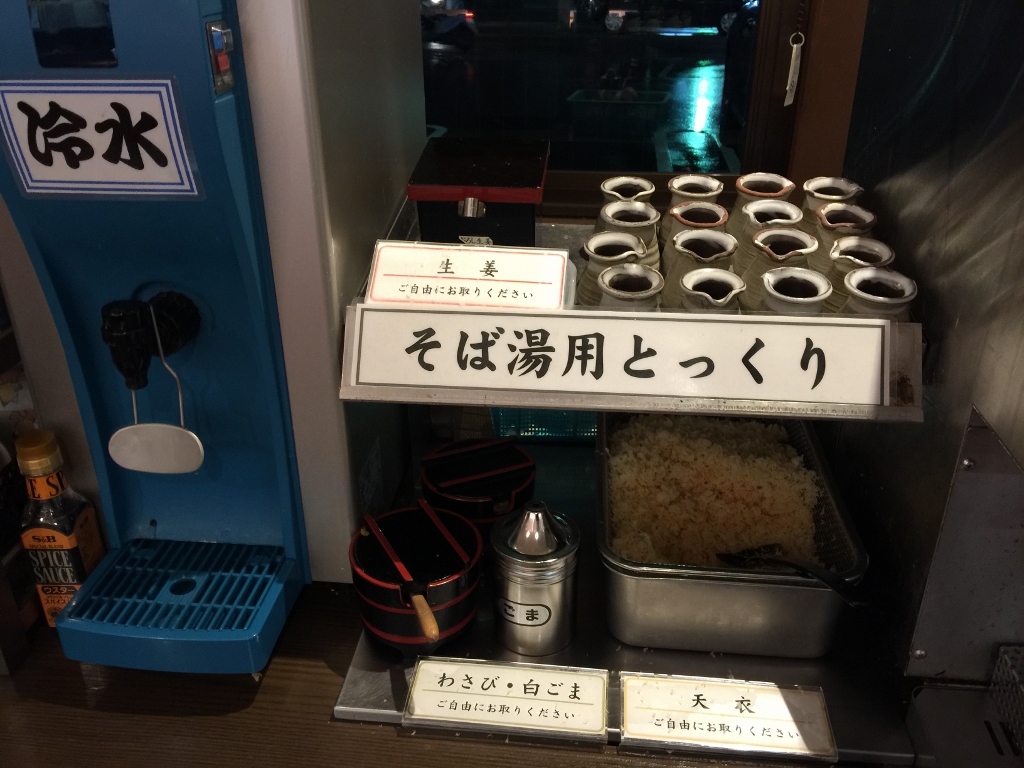 冷水
生姜
ご自由にお取りください
そば湯用とっくり
S&B
SPICE
SAUCE
ごま
わさび・白ごま
ご自由にお取りください
天衣
ご自由にお取りください